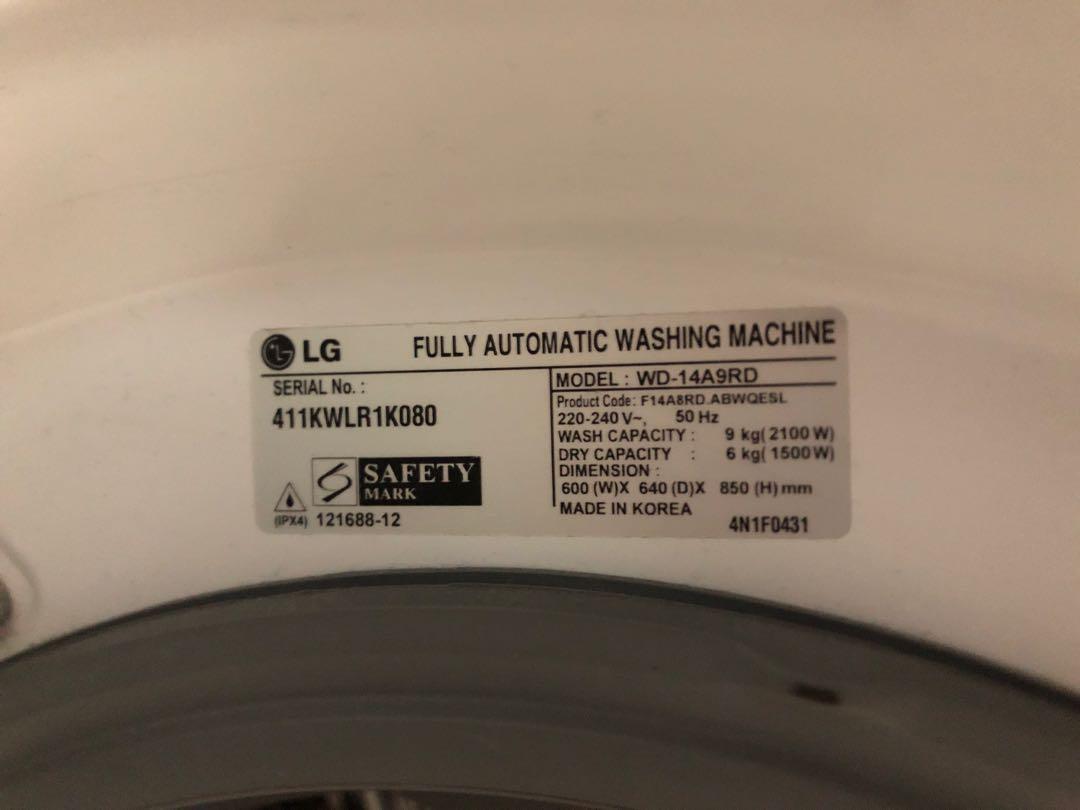 LG FULLY AUTOMATIC WASHING MACHINE
SERIAL No. :
411KWLR1K080
SAFETY
MARK
(IPX4) 121688-12
MODEL : WD-14A9RD
Product Code: F14A8RD.ABWQESL
220-240 V~, 50 Hz
WASH CAPACITY : 9 kg( 2100 W)
DRY CAPACITY : 6 kg( 1500 W)
DIMENSION :
600 (W)X 640 (D)X 850 (H) mm
MADE IN KOREA
4N1F0431